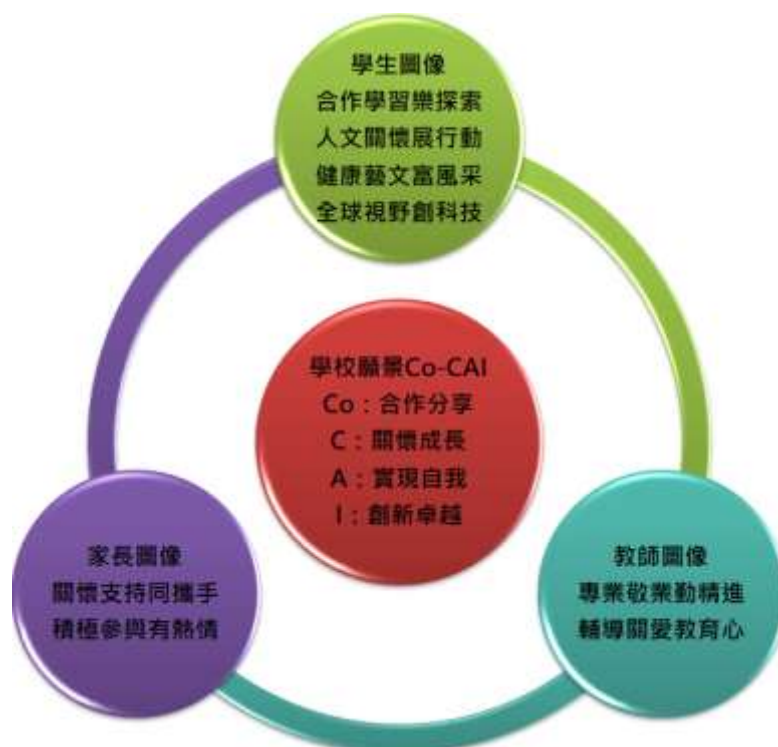 學生圖像
合作學習樂探索
人文關懷展行動
健康藝文富風采
全球視野創科技
學校願景Co-CAI
Co：合作分享
C：關懷成長
A：實現自我
I：創新卓越
家長圖像
關懷支持同攜手
積極參與有熱情
教師圖像
專業敬業勤精進
輔導關愛教育心